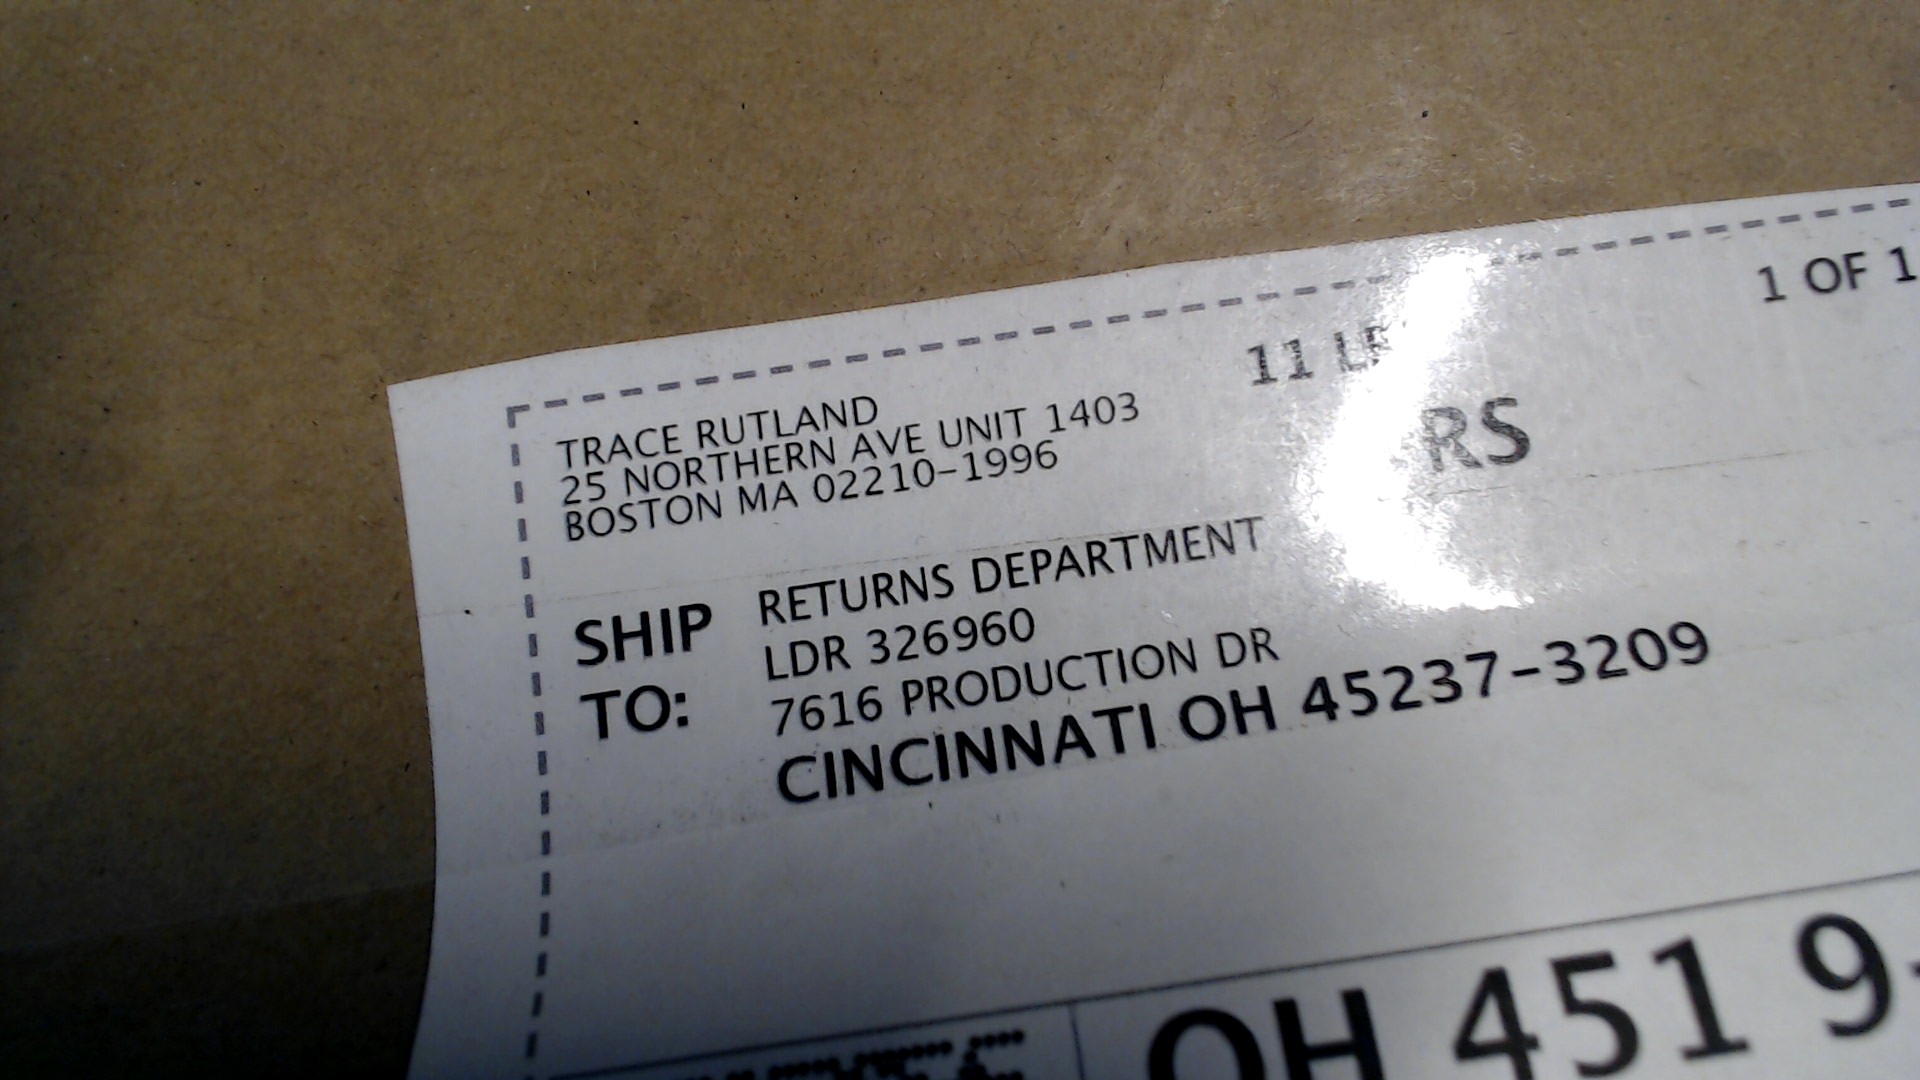 TRACE RUTLAND
25 NORTHERN AVE UNIT 1403
BOSTON MA 02210-1996
11
1 OF 1
RS
SHIP TO:
RETURNS DEPARTMENT
LDR 326960
7616 PRODUCTION DR
CINCINNATI OH 45237-3209
OH 451 9-